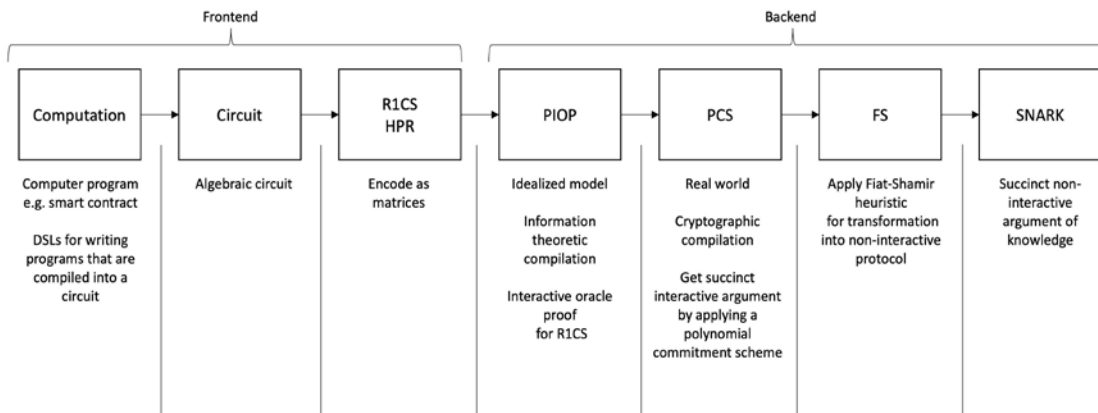 Frontend
Backend
Computation
Circuit
R1CS
HPR
PIOP
PCS
FS
SNARK
Computer program
e.g. smart contract
DSLs for writing
programs that are
compiled into a
circuit
Algebraic circuit
Encode as
matrices
Idealized model
Information
theoretic
compilation
Interactive oracle
proof
for R1CS
Real world
Cryptographic
compilation
Get succinct
interactive argument
by applying a
polynomial
commitment scheme
Apply Fiat-Shamir
heuristic
for transformation
into non-interactive
protocol
Succinct non-
interactive
argument of
knowledge